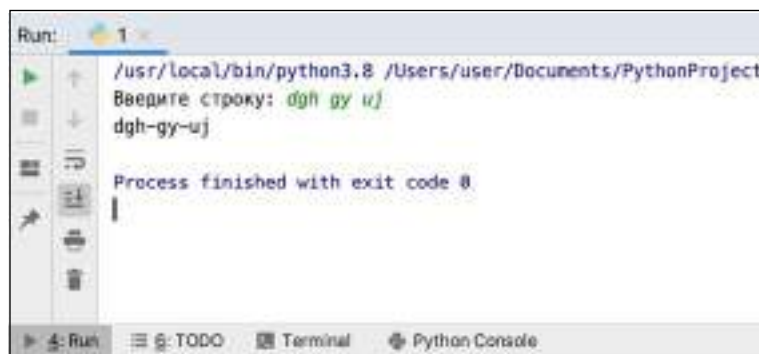 Run: 1 ×
/usr/local/bin/python3.8 /Users/user/Documents/PythonProject
Введите строку: dgh gy uj
dgh-gy-uj
Process finished with exit code 0
4: Run 6: TODO Terminal Python Console